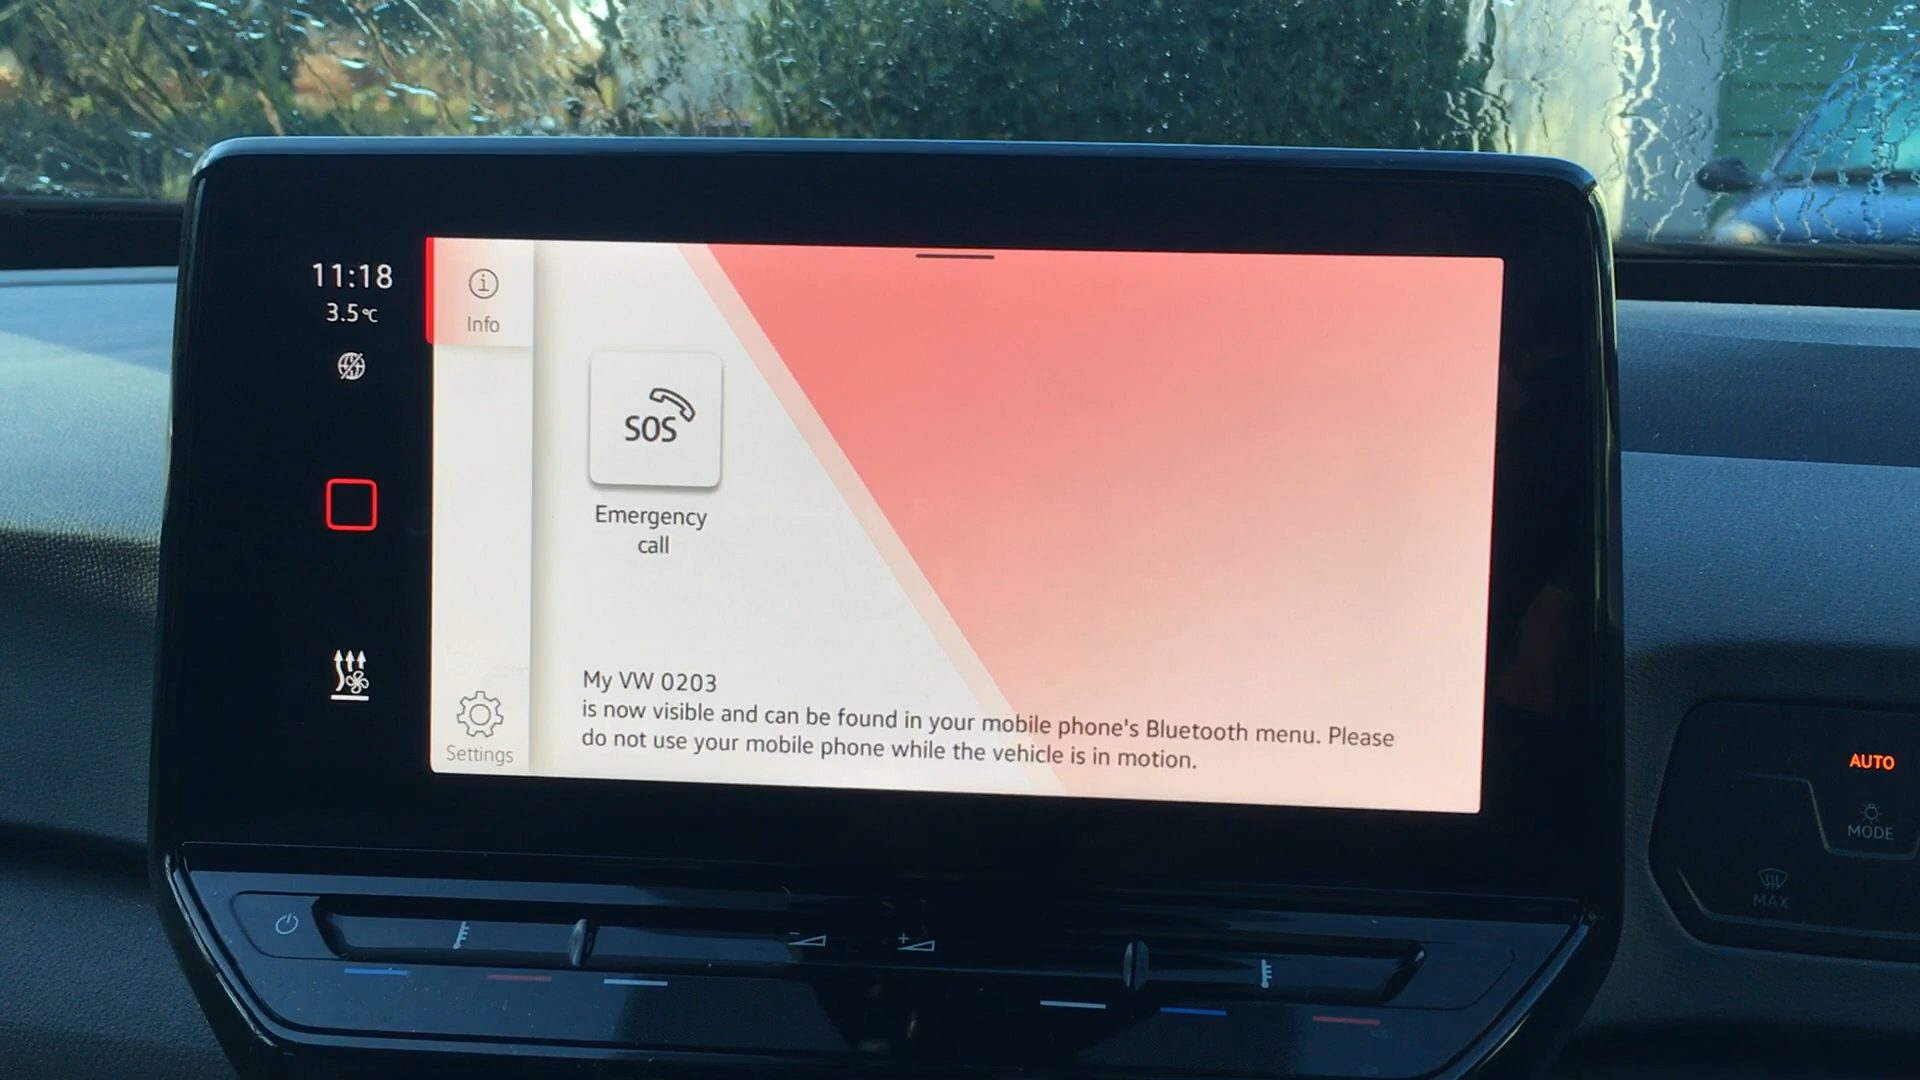 11:18
3.5°C
Info
SOS
Emergency
call
My VW 0203
is now visible and can be found in your mobile phone's Bluetooth menu. Please
do not use your mobile phone while the vehicle is in motion.
Settings
AUTO
MODE
MAX